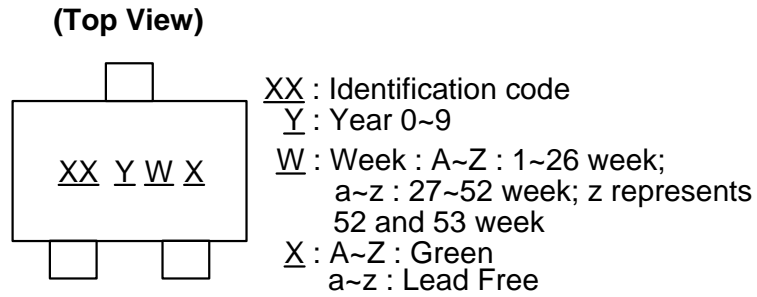 (Top View)
XX Y W X
XX : Identification code
Y : Year 0~9
W : Week : A~Z : 1~26 week;
a~z : 27~52 week; z represents
52 and 53 week
X : A~Z : Green
a~z : Lead Free